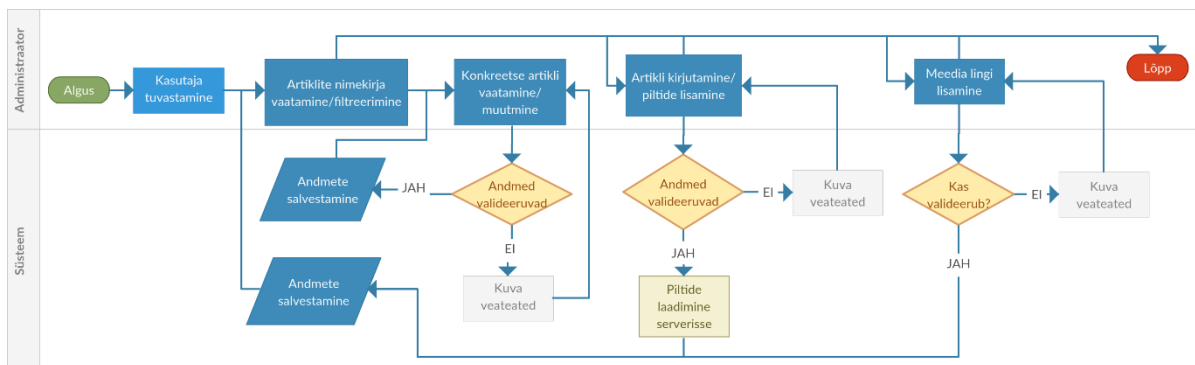 Administraator
Algus
Kasutaja
tuvastamine
Artiklite nimekirja
vaatamine/filtreerimine
Konkreetse artikli
vaatamine/
muutmine
Artikli kirjutamine/
piltide lisamine
Meedia lingi
lisamine
Lõpp
Süsteem
Andmete
salvestamine
JAH
Andmed
valideeruvad
EI
Kuva
veateated
Andmete
salvestamine
Andmed
valideeruvad
EI
Kuva
veateated
JAH
Piltide
laadimine
serverisse
Kas
valideerub?
EI
Kuva
veateated
JAH